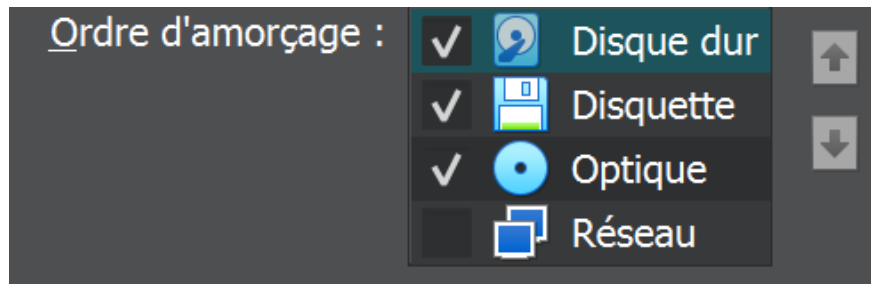 Ordre d'amorçage :
Disque dur
Disquette
Optique
Réseau